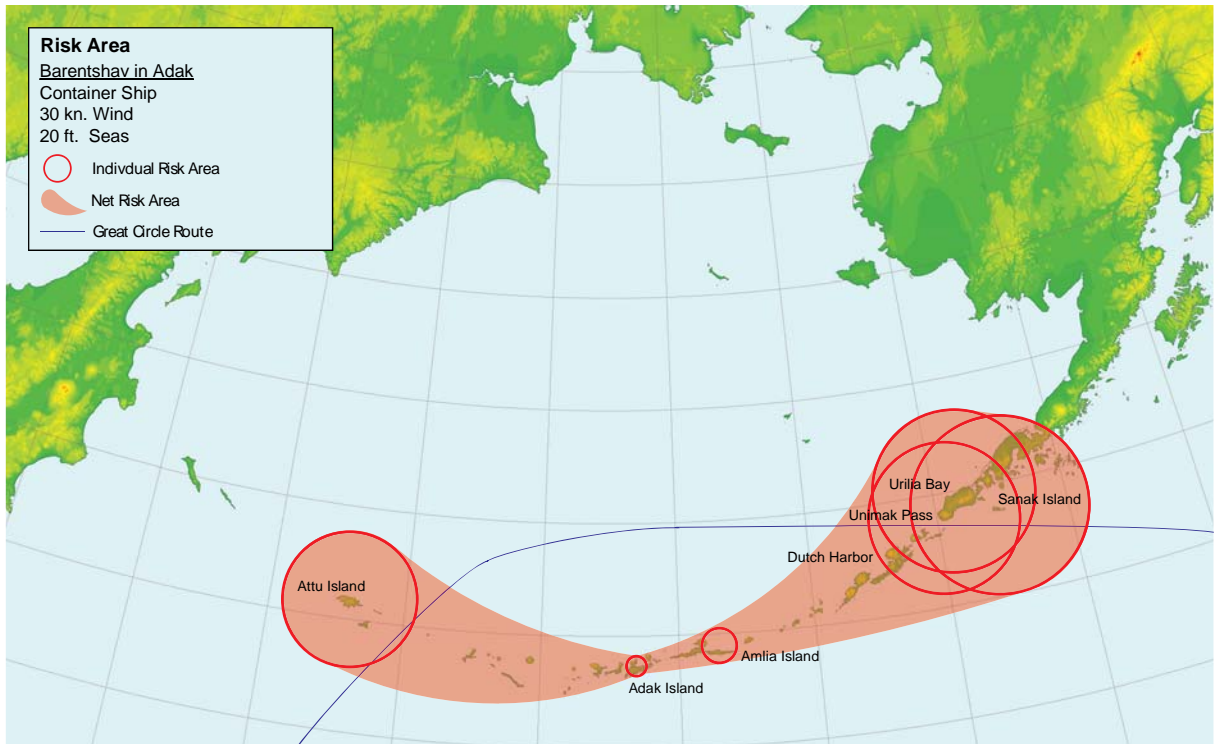 Risk Area
Barentshav in Adak
Container Ship
30 kn. Wind
20 ft. Seas
Indivdual Risk Area
Net Risk Area
Great Circle Route
Urilia Bay
Sanak Island
Unimak Pass
Dutch Harbor
Attu Island
Amlia Island
Adak Island